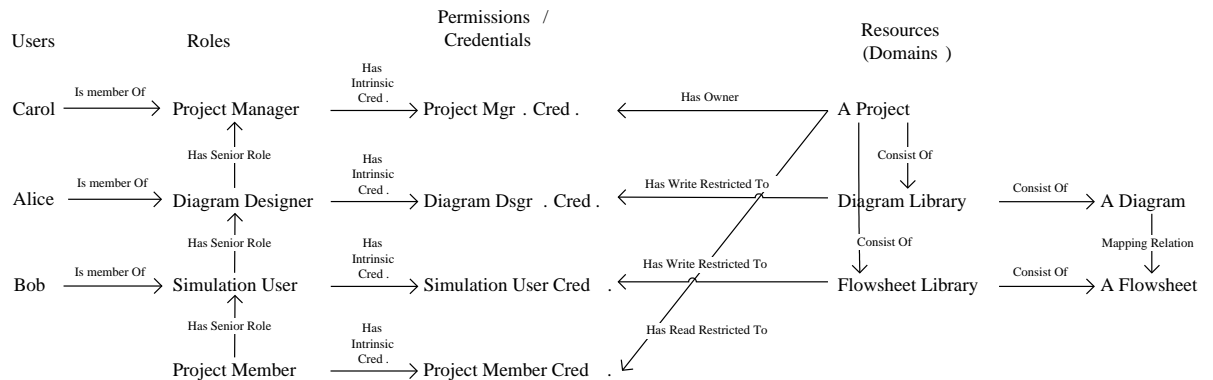 Users
Roles
Permissions /
Credentials
Resources
(Domains )
Carol
Is member Of
Project Manager
Has
Intrinsic
Cred .
Project Mgr . Cred .
Has Owner
A Project
Has Senior Role
Consist Of
Alice
Is member Of
Diagram Designer
Has
Intrinsic
Cred .
Diagram Dsgr . Cred .
Has Write Restricted To
Diagram Library
Consist Of
A Diagram
Has Senior Role
Consist Of
Mapping Relation
Bob
Is member Of
Simulation User
Has
Intrinsic
Cred .
Simulation User Cred .
Has Write Restricted To
Flowsheet Library
Consist Of
A Flowsheet
Has Senior Role
Has Read Restricted To
Project Member
Has
Intrinsic
Cred .
Project Member Cred .